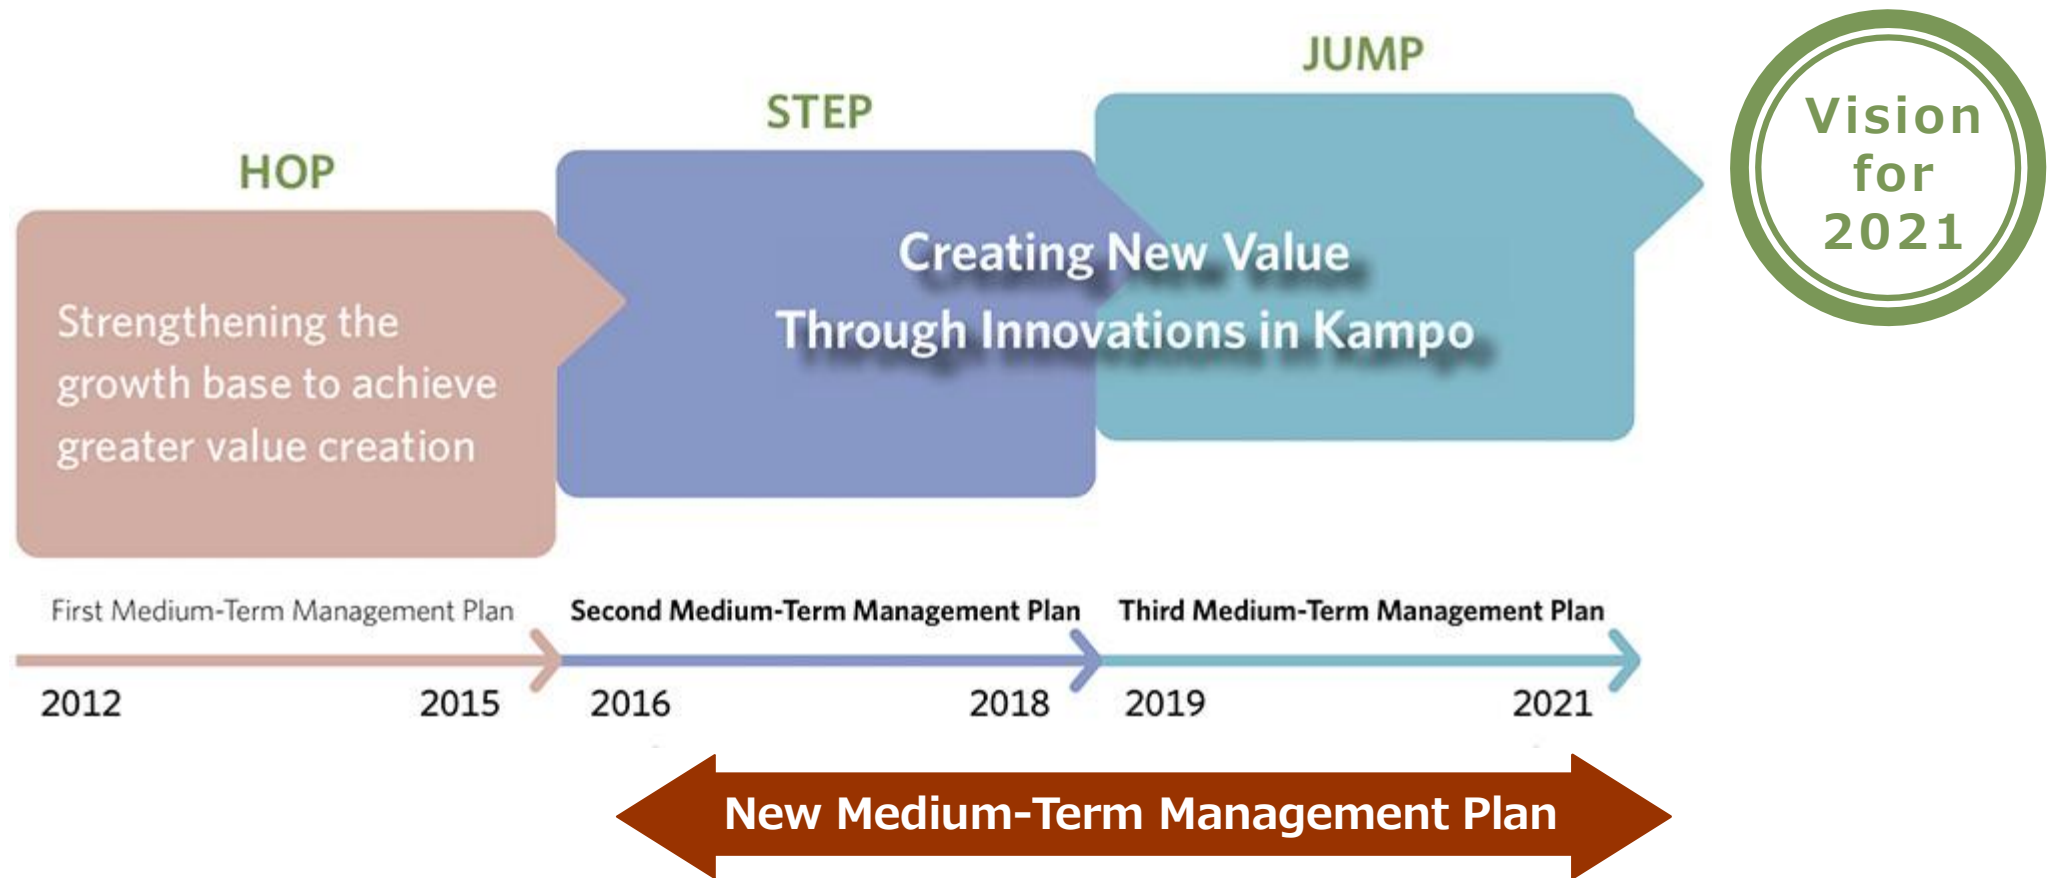 HOP
STEP
JUMP
Vision
for
2021
Strengthening the
growth base to achieve
greater value creation
Creating New Value
Through Innovations in Kampo
First Medium-Term Management Plan
Second Medium-Term Management Plan
Third Medium-Term Management Plan
2012
2015
2016
2018
2019
2021
New Medium-Term Management Plan